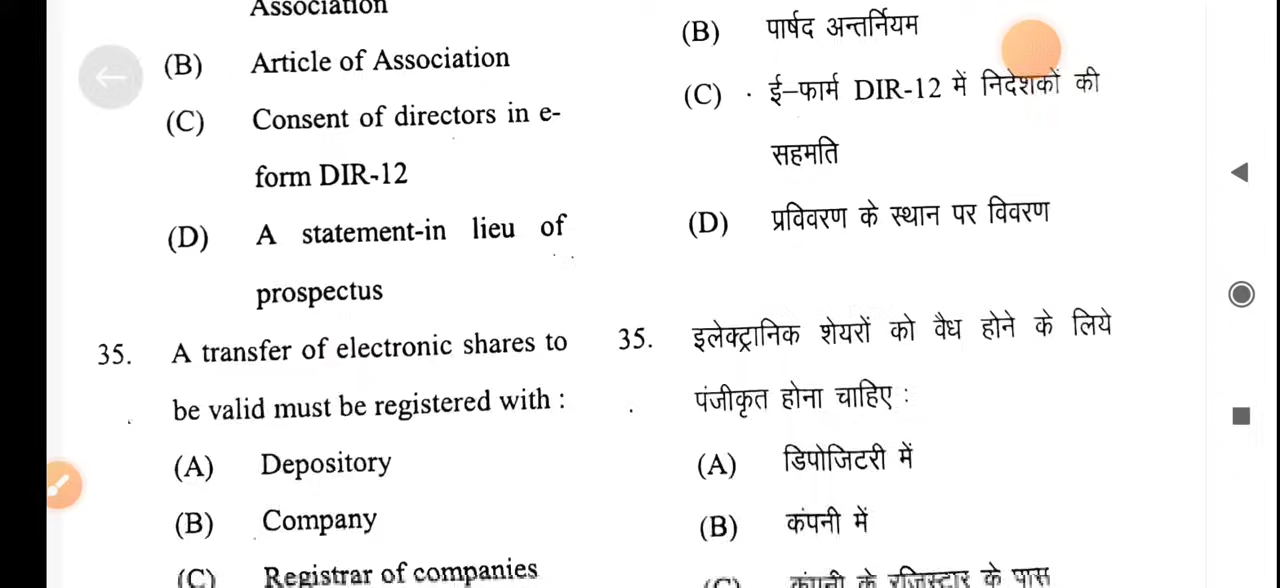 Association
(B) Article of Association
(C) Consent of directors in e-
form DIR-12
(D) A statement-in lieu of
prospectus
35. A transfer of electronic shares to
be valid must be registered with :
(A) Depository
(B) Company
(C) Registrar of companies
(B) पार्षद अन्तर्नियम
(C) ई–फार्म DIR-12 में निदेशकों की
सहमति
(D) प्रविवरण के स्थान पर विवरण
35. इलेक्ट्रानिक शेयरों को वैध होने के लिये
पंजीकृत होना चाहिए :
(A) डिपोजिटरी में
(B) कंपनी में
(C) कंपनी के रजिस्ट्रार के पास